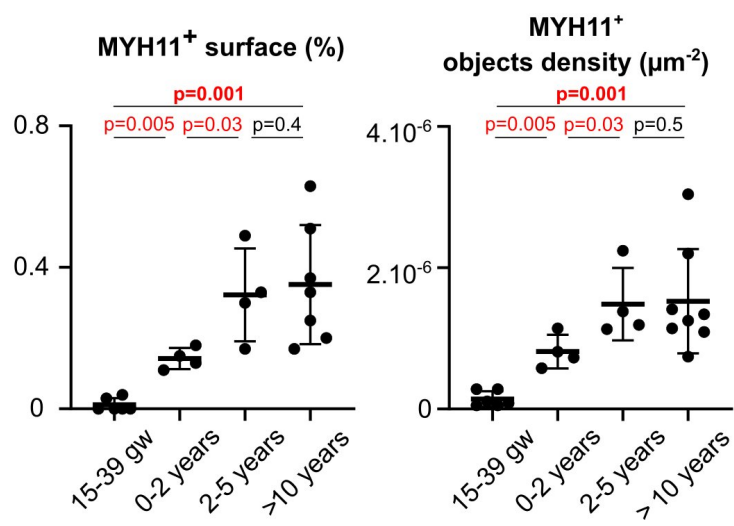 MYH11⁺ surface (%)
p=0.001
p=0.005 p=0.03 p=0.4
0.8
0.4
0
15-39 gw
0-2 years
2-5 years
>10 years
MYH11⁺
objects density (µm⁻²)
p=0.001
p=0.005 p=0.03 p=0.5
4.10⁻⁶
2.10⁻⁶
0
15-39 gw
0-2 years
2-5 years
>10 years